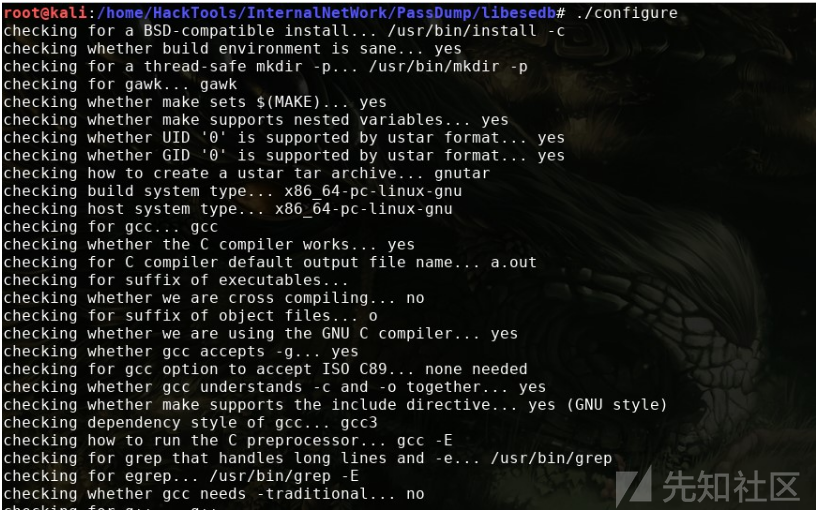 root@kali:/home/HackTools/InternalNetWork/PassDump/libesedb# ./configure
checking for a BSD-compatible install... /usr/bin/install -c
checking whether build environment is sane... yes
checking for a thread-safe mkdir -p... /usr/bin/mkdir -p
checking for gawk... gawk
checking whether make sets $(MAKE)... yes
checking whether make supports nested variables... yes
checking whether UID '0' is supported by ustar format... yes
checking whether GID '0' is supported by ustar format... yes
checking how to create a ustar tar archive... gnutar
checking build system type... x86_64-pc-linux-gnu
checking host system type... x86_64-pc-linux-gnu
checking for gcc... gcc
checking whether the C compiler works... yes
checking for C compiler default output file name... a.out
checking for suffix of executables...
checking whether we are cross compiling... no
checking for suffix of object files... o
checking whether we are using the GNU C compiler... yes
checking whether gcc accepts -g... yes
checking for gcc option to accept ISO C89... none needed
checking whether gcc understands -c and -o together... yes
checking whether make supports the include directive... yes (GNU style)
checking dependency style of gcc... gcc3
checking how to run the C preprocessor... gcc -E
checking for grep that handles long lines and -e... /usr/bin/grep
checking for egrep... /usr/bin/grep -E
checking whether gcc needs -traditional... no
checking for g++... g++
先知社区